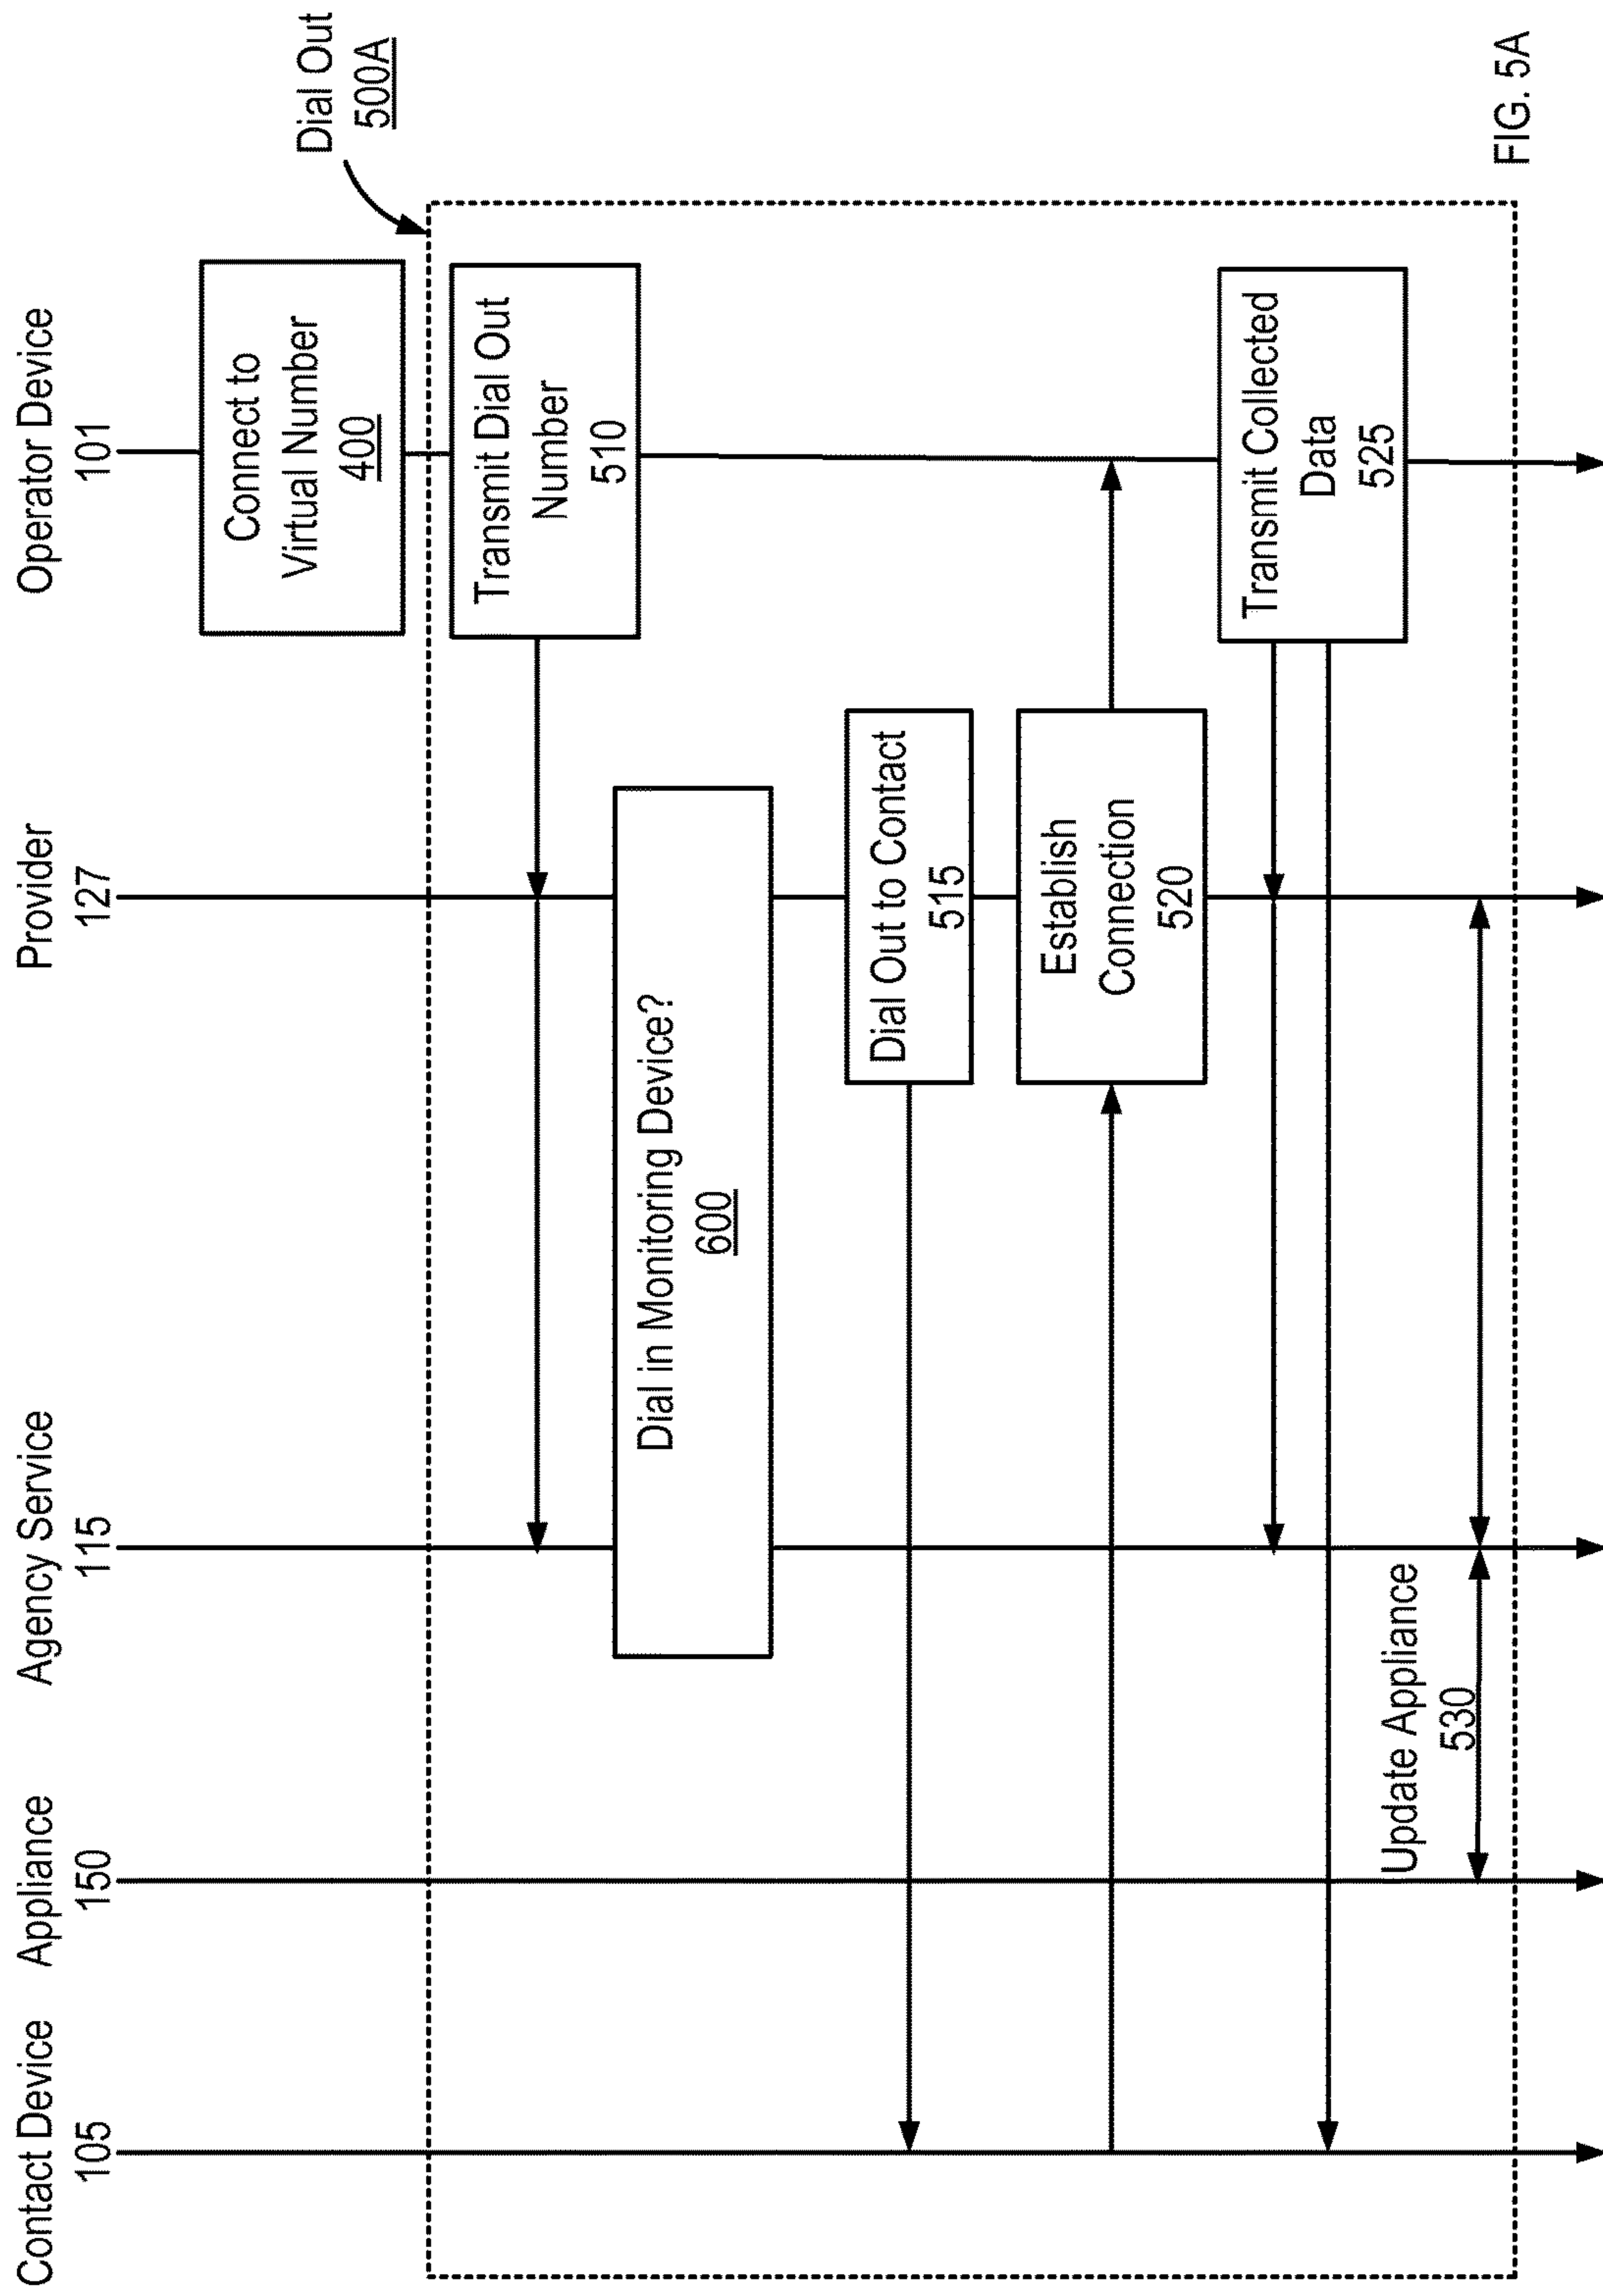 Contact Device
105
Appliance
150
Agency Service
115
Provider
127
Operator Device
101
Connect to
Virtual Number
400
Dial Out
500A
Transmit Dial Out
Number
510
Dial in Monitoring Device?
600
Dial Out to Contact
515
Establish
Connection
520
Transmit Collected
Data
525
Update Appliance
530
FIG. 5A